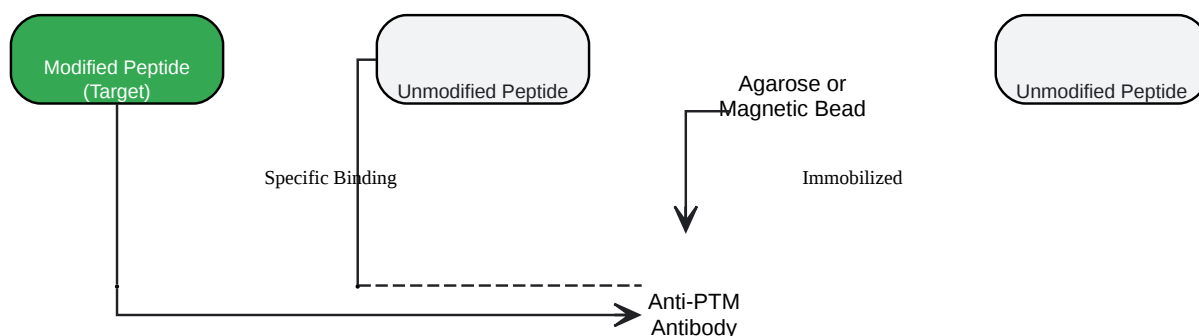 Modified Peptide
(Target)
Unmodified Peptide
Agarose or
Magnetic Bead
Unmodified Peptide
Specific Binding
Immobilized
Anti-PTM
Antibody